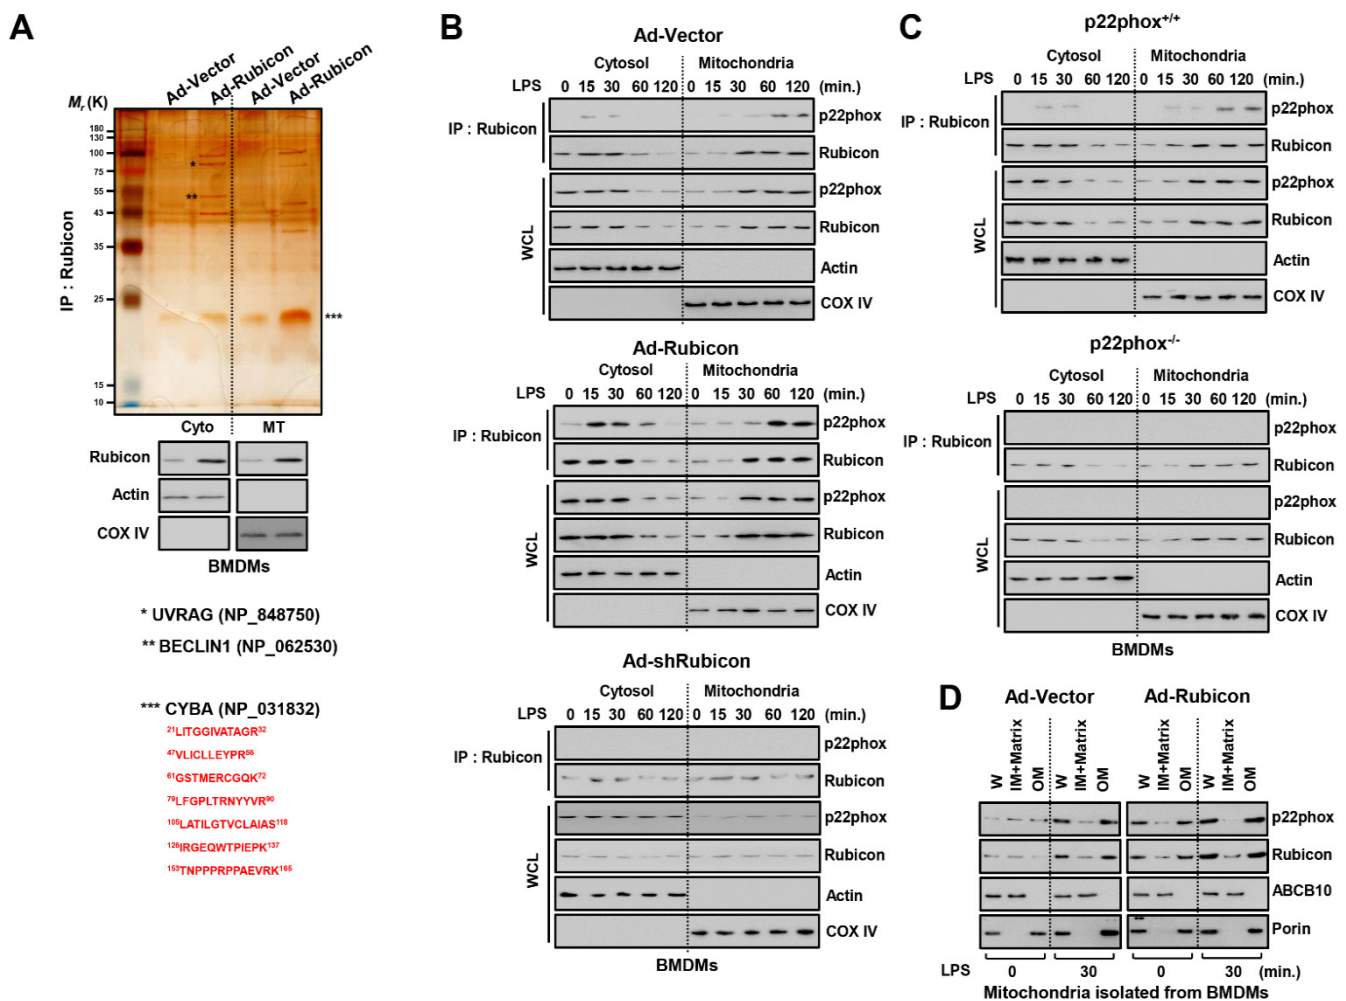 A
Ad-Vector
Ad-Rubicon
Ad-Vector
Ad-Rubicon
Mr (K)
180
130
100
75
55
43
35
25
15
10
*
**
***
IP : Rubicon
Cyto MT
Rubicon
Actin
COX IV
BMDMs
* UVRAG (NP_848750)
** BECLIN1 (NP_062530)
*** CYBA (NP_031832)
21LITGGIVATAGR32
47VLICLLEYPR56
61GSTMERCGQK72
79LFGPLTRNYYVR90
105LATILGTVCLAIAS118
126IRGEQWTPIEPK137
153TNPPPRPPAEVRK165
B
Ad-Vector
Cytosol Mitochondria
LPS 0 15 30 60 120 0 15 30 60 120 (min.)
IP : Rubicon
p22phox
Rubicon
WCL
p22phox
Rubicon
Actin
COX IV
Ad-Rubicon
Cytosol Mitochondria
LPS 0 15 30 60 120 0 15 30 60 120 (min.)
IP : Rubicon
p22phox
Rubicon
WCL
p22phox
Rubicon
Actin
COX IV
Ad-shRubicon
Cytosol Mitochondria
LPS 0 15 30 60 120 0 15 30 60 120 (min.)
IP : Rubicon
p22phox
Rubicon
WCL
p22phox
Rubicon
Actin
COX IV
BMDMs
C
p22phox+/+
Cytosol Mitochondria
LPS 0 15 30 60 120 0 15 30 60 120 (min.)
IP : Rubicon
p22phox
Rubicon
WCL
p22phox
Rubicon
Actin
COX IV
p22phox-/-
Cytosol Mitochondria
LPS 0 15 30 60 120 0 15 30 60 120 (min.)
IP : Rubicon
p22phox
Rubicon
WCL
p22phox
Rubicon
Actin
COX IV
BMDMs
D
Ad-Vector Ad-Rubicon
W IM+Matrix OM W IM+Matrix OM W IM+Matrix OM W IM+Matrix OM
p22phox
Rubicon
ABCB10
Porin
LPS 0 30 0 30 (min.)
Mitochondria isolated from BMDMs